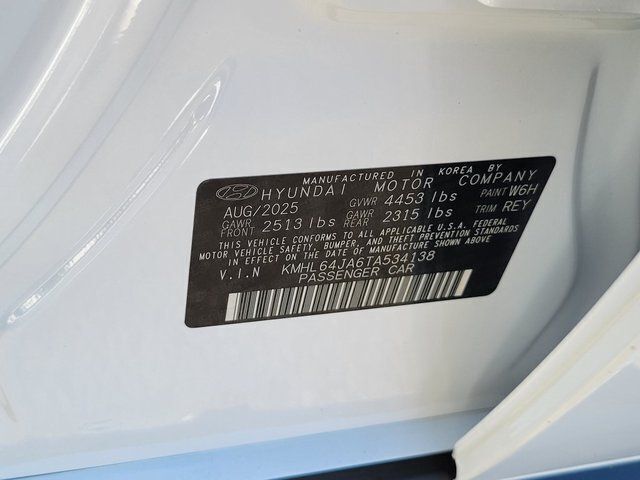 MANUFACTURED IN KOREA BY
HYUNDAI MOTOR COMPANY
AUG/2025 GVWR 4453 lbs PAINT W6H
GAWR FRONT 2513 lbs GAWR REAR 2315 lbs TRIM REY
THIS VEHICLE CONFORMS TO ALL APPLICABLE U.S.A. FEDERAL
MOTOR VEHICLE SAFETY, BUMPER, AND THEFT PREVENTION STANDARDS
IN EFFECT ON THE DATE OF MANUFACTURE SHOWN ABOVE.
V.I.N KMHL64JA6TA534138
PASSENGER CAR